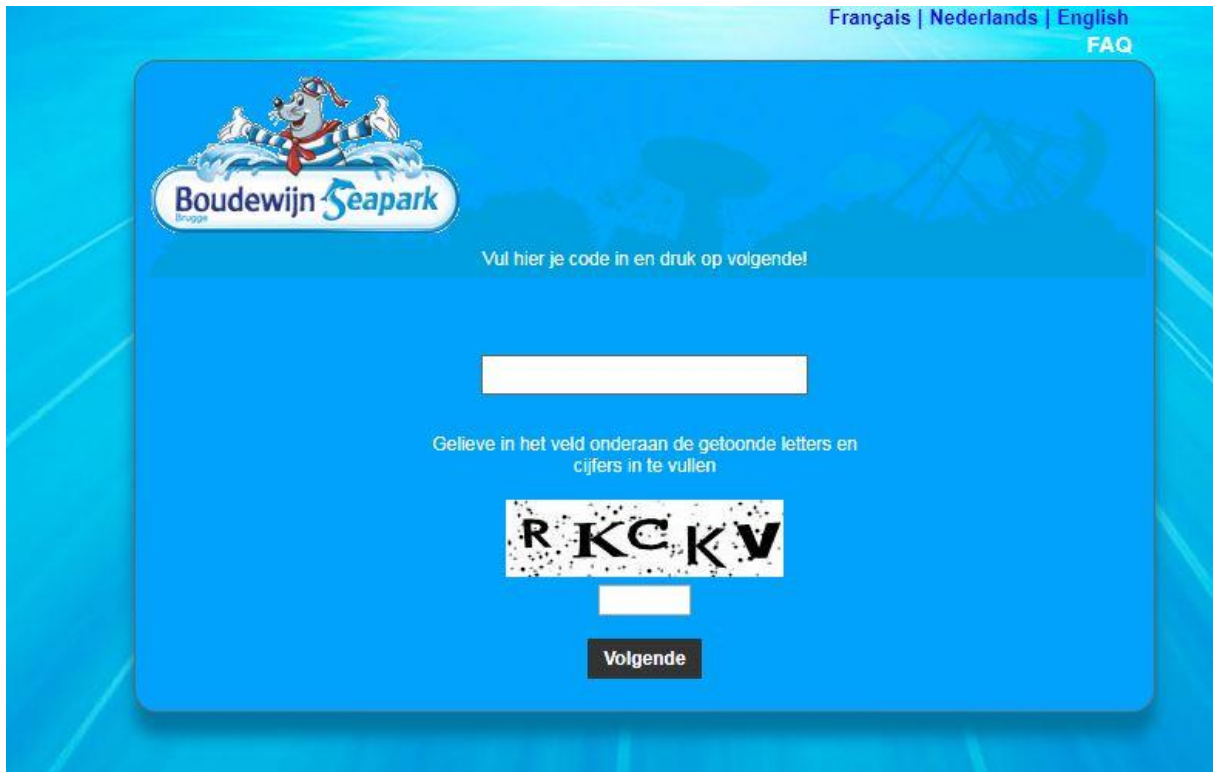 Français | Nederlands | English
FAQ
Boudewijn Seapark
Brugge
Vul hier je code in en druk op volgende!
Gelieve in het veld onderaan de getoonde letters en
cijfers in te vullen
R K C K V
Volgende